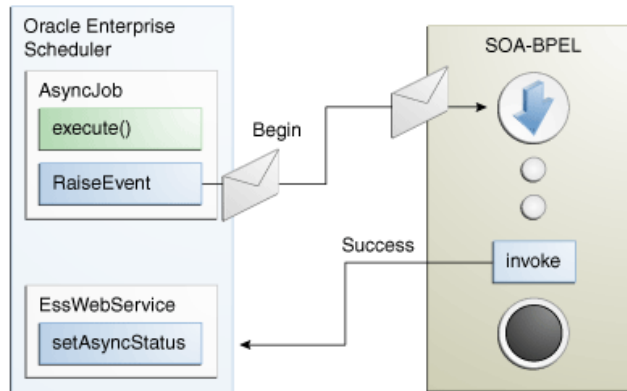 Oracle Enterprise
Scheduler
AsyncJob
execute()
RaiseEvent
Begin
SOA-BPEL
Success
invoke
EssWebService
setAsyncStatus